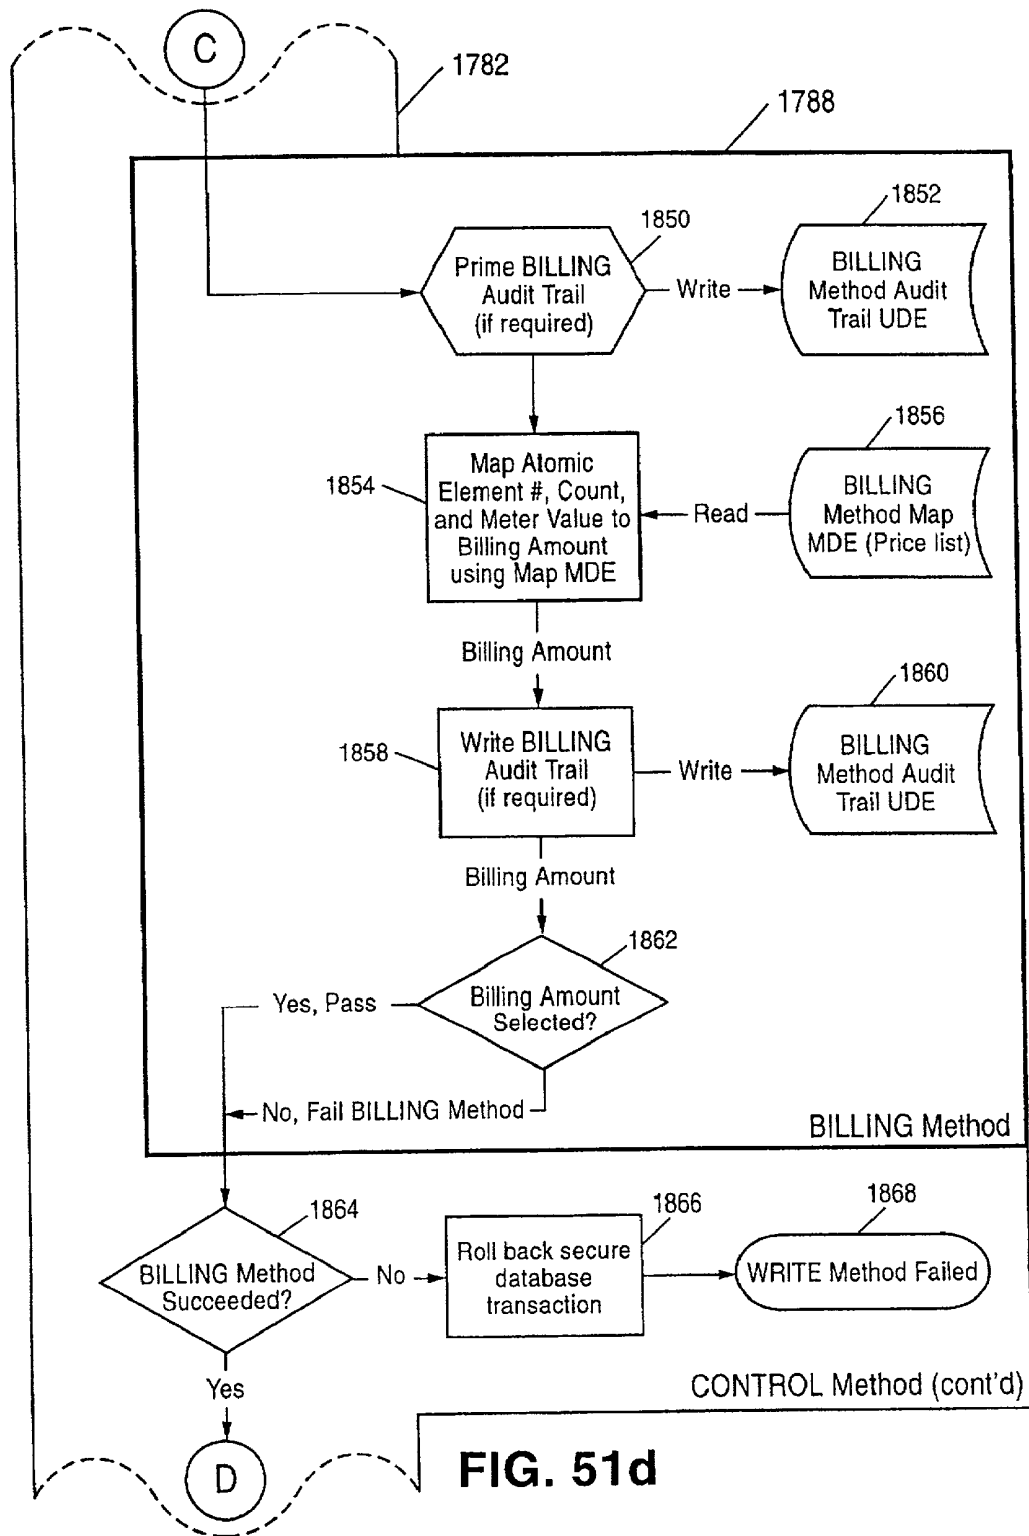 C
1782
1788
1850
Prime BILLING
Audit Trail
(if required)
Write
1852
BILLING
Method Audit
Trail UDE
1854
Map Atomic
Element #, Count,
and Meter Value to
Billing Amount
using Map MDE
Read
1856
BILLING
Method Map
MDE (Price list)
Billing Amount
1858
Write BILLING
Audit Trail
(if required)
Write
1860
BILLING
Method Audit
Trail UDE
Billing Amount
1862
Billing Amount
Selected?
Yes, Pass
No, Fail BILLING Method
BILLING Method
1864
BILLING Method
Succeeded?
No
1866
Roll back secure
database
transaction
1868
WRITE Method Failed
Yes
CONTROL Method (cont'd)
D
FIG. 51d